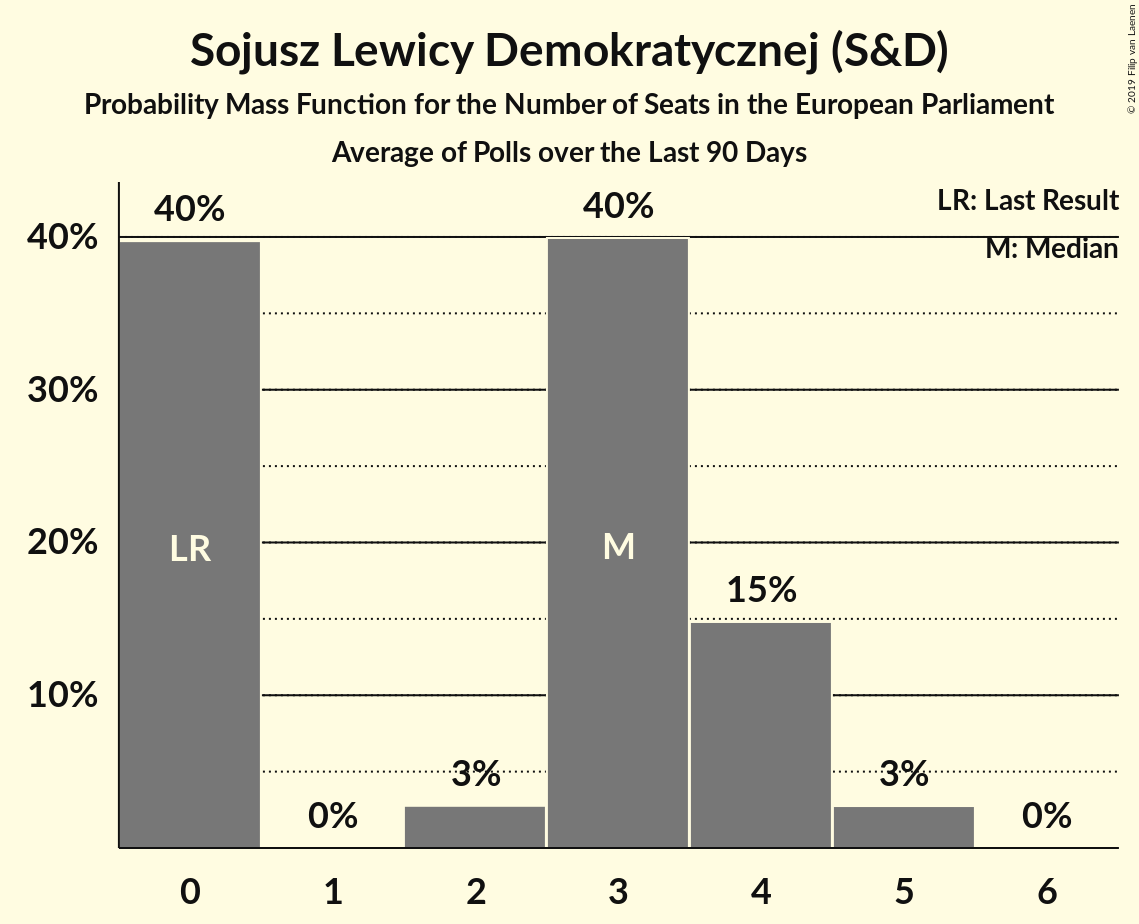 Sojusz Lewicy Demokratycznej (S&D)
Probability Mass Function for the Number of Seats in the European Parliament
Average of Polls over the Last 90 Days
© 2019 Filip van Laenen
LR: Last Result
M: Median
40%
30%
20%
10%
40%
0%
3%
40%
15%
3%
0%
LR
M
0 1 2 3 4 5 6